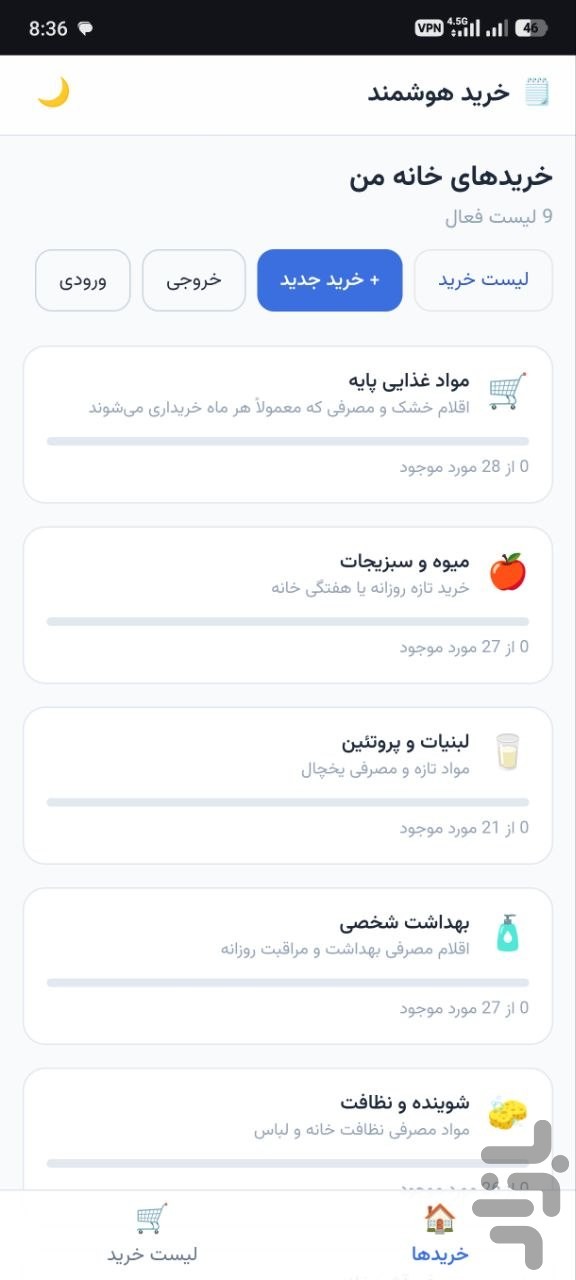 8:36
VPN 4.5G 46
خرید هوشمند
خریدهای خانه من
9 لیست فعال
لیست خرید
+ خرید جدید
خروجی
ورودی
مواد غذایی پایه
اقلام خشک و مصرفی که معمولاً هر ماه خریداری می‌شوند
0 از 28 مورد موجود
میوه و سبزیجات
خرید تازه روزانه یا هفتگی خانه
0 از 27 مورد موجود
لبنیات و پروتئین
مواد تازه و مصرفی یخچال
0 از 21 مورد موجود
بهداشت شخصی
اقلام مصرفی بهداشت و مراقبت روزانه
0 از 27 مورد موجود
شوینده و نظافت
مواد مصرفی نظافت خانه و لباس
خریدها
لیست خرید